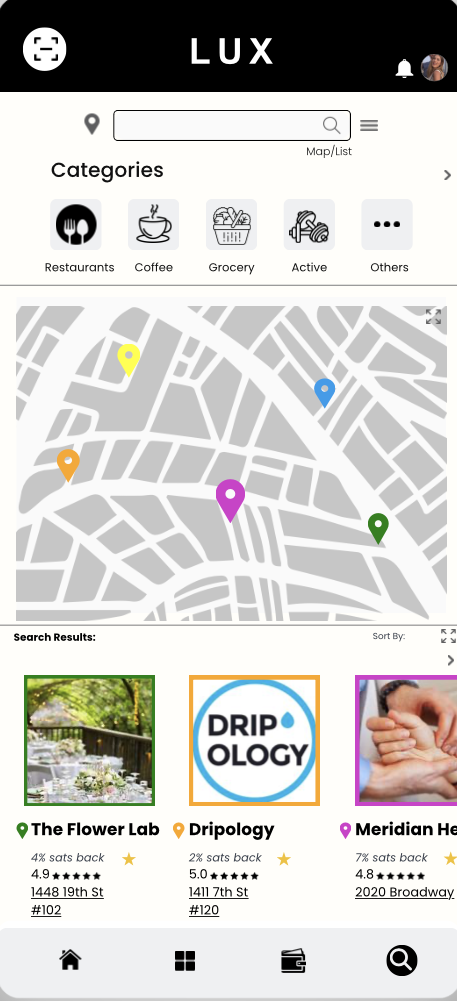 LUX
Map/List
Categories
Restaurants
Coffee
Grocery
Active
Others
Search Results:
Sort By:
DRIP
OLOGY
The Flower Lab
4% sats back
4.9
1448 19th St
#102
Dripology
2% sats back
5.0
1411 7th St
#120
Meridian He
7% sats back
4.8
2020 Broadway